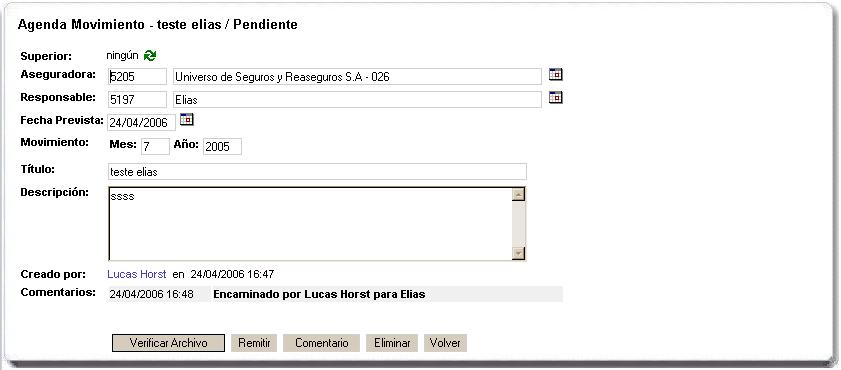 Agenda Movimiento - teste elias / Pendiente
Superior: ningún
Aseguradora: 5205 Universo de Seguros y Reaseguros S.A - 026
Responsable: 5197 Elias
Fecha Prevista: 24/04/2006
Movimiento: Mes: 7 Año: 2005
Título: teste elias
Descripción: ssss
Creado por: Lucas Horst en 24/04/2006 16:47
Comentarios: 24/04/2006 16:48 Encaminado por Lucas Horst para Elias
Verificar Archivo Remitir Comentario Eliminar Volver